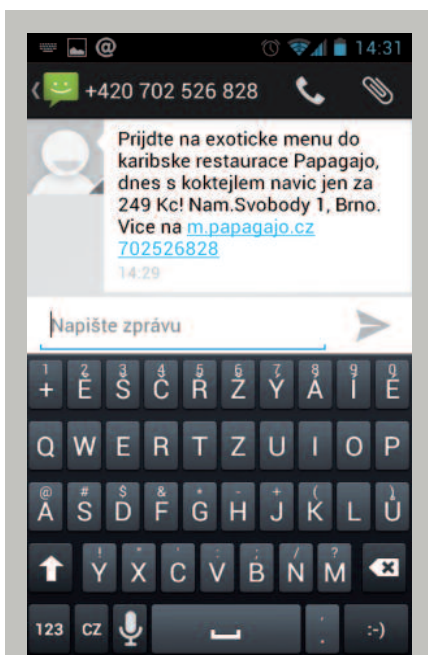 @ 14:31
+420 702 526 828
Prijdte na exoticke menu do
karibske restaurace Papagajo,
dnes s koktejlem navic jen za
249 Kc! Nam.Svobody 1, Brno.
Vice na m.papagajo.cz
702526828
14:29
Napište zprávu
1 2 3 4 5 6 7 8 9 0
+ Ě Š Č Ř Ž Ý Á Í É
Q W E R T Z U I O P
@ # $ & * - + ( )
A S D F G H J K L Ů
! " ' : ; / ?
Y X C V B N M
123 CZ :-)